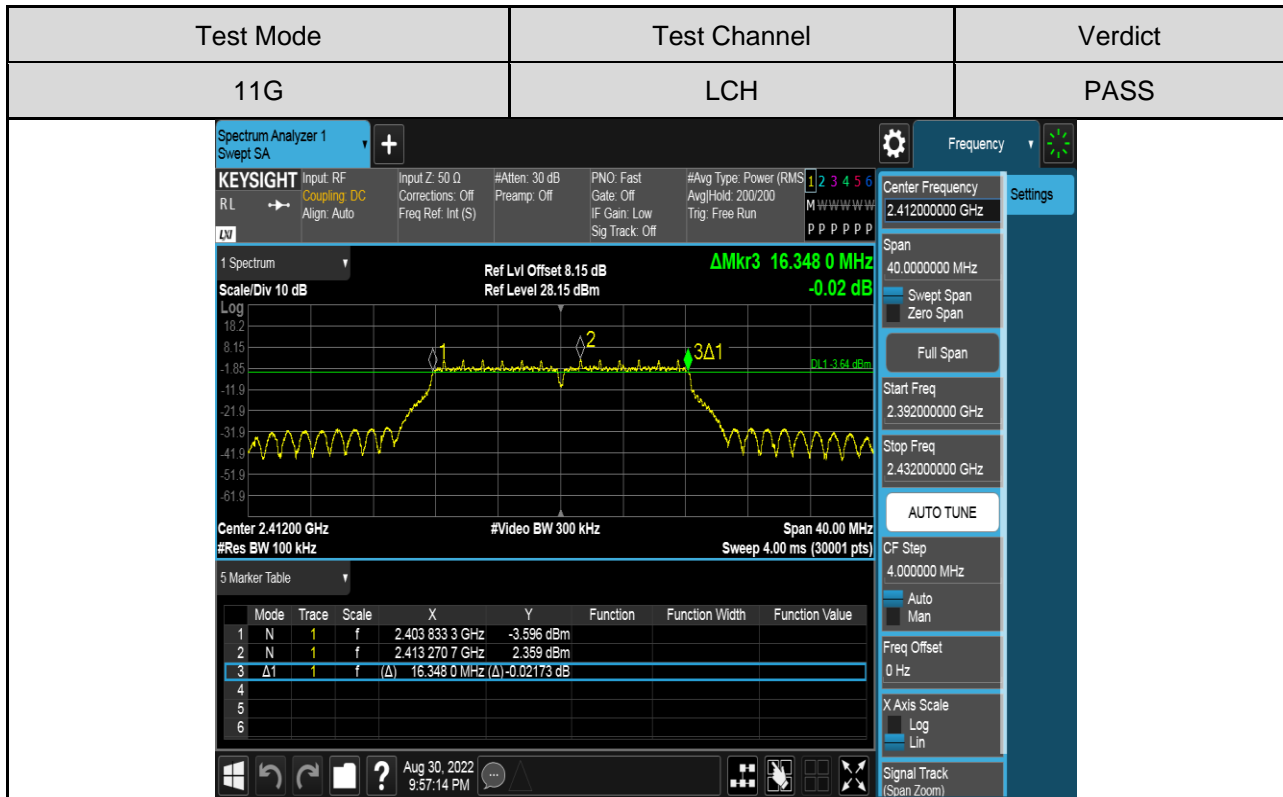 Test Mode Test Channel Verdict
11G LCH PASS
Spectrum Analyzer 1
Swept SA
+
Frequency
KEYSIGHT Input: RF Input Z: 50 Ω #Atten: 30 dB PNO: Fast #Avg Type: Power (RMS 1 2 3 4 5 6
RL Coupling: DC Corrections: Off Preamp: Off Gate: Off Avg|Hold: 200/200 M W W W W W
Align: Auto Freq Ref: Int (S) IF Gain: Low Trig: Free Run
LXI Sig Track: Off P P P P P P
1 Spectrum Ref Lvl Offset 8.15 dB ΔMkr3 16.348 0 MHz
Scale/Div 10 dB Ref Level 28.15 dBm -0.02 dB
Log
18.2
8.15
-1.85
-11.9
-21.9
-31.9
-41.9
-51.9
-61.9
1
2
3Δ1
DL1 -3.64 dBm
Center 2.41200 GHz #Video BW 300 kHz Span 40.00 MHz
#Res BW 100 kHz Sweep 4.00 ms (30001 pts)
5 Marker Table
Mode Trace Scale X Y Function Function Width Function Value
1 N 1 f 2.403 833 3 GHz -3.596 dBm
2 N 1 f 2.413 270 7 GHz 2.359 dBm
3 Δ1 1 f (Δ) 16.348 0 MHz (Δ) -0.02173 dB
4
5
6
?
Aug 30, 2022
9:57:14 PM
Center Frequency
2.412000000 GHz
Settings
Span
40.0000000 MHz
Swept Span
Zero Span
Full Span
Start Freq
2.392000000 GHz
Stop Freq
2.432000000 GHz
AUTO TUNE
CF Step
4.000000 MHz
Auto
Man
Freq Offset
0 Hz
X Axis Scale
Log
Lin
Signal Track
(Span Zoom)